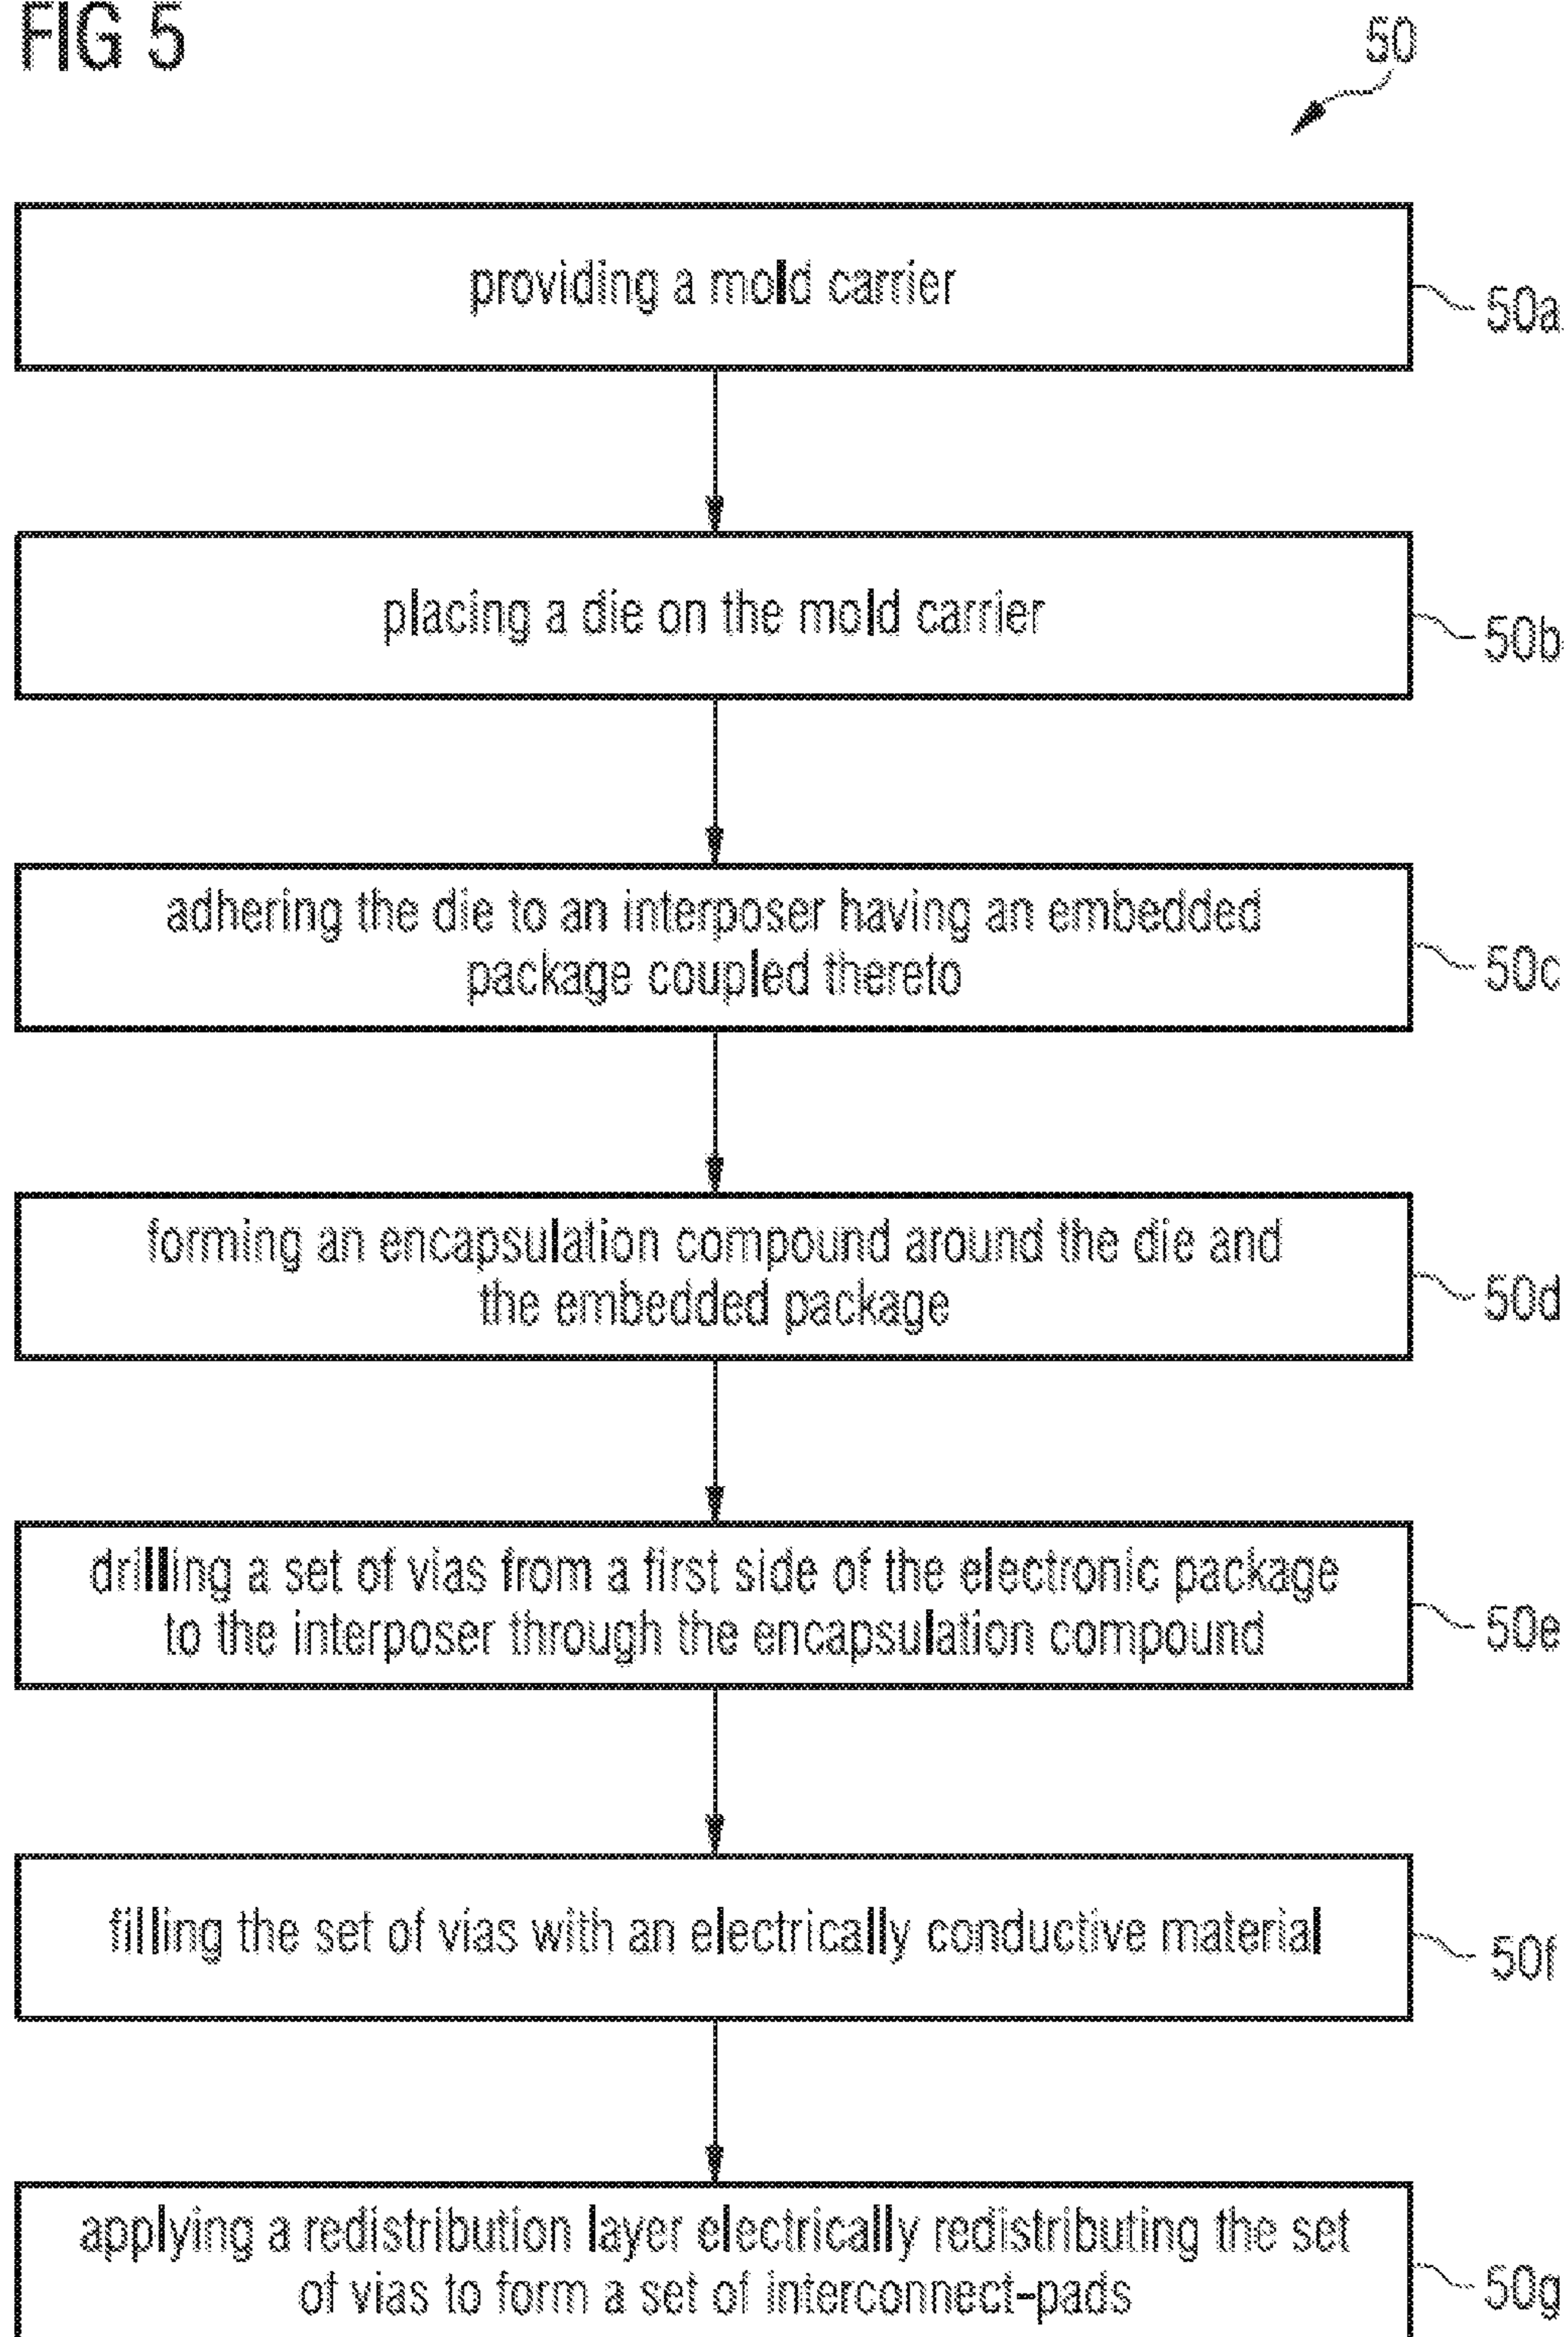 FIG 5
50
providing a mold carrier
50a
placing a die on the mold carrier
50b
adhering the die to an interposer having an embedded
package coupled thereto
50c
forming an encapsulation compound around the die and
the embedded package
50d
drilling a set of vias from a first side of the electronic package
to the interposer through the encapsulation compound
50e
filling the set of vias with an electrically conductive material
50f
applying a redistribution layer electrically redistributing the set
of vias to form a set of interconnect-pads
50g